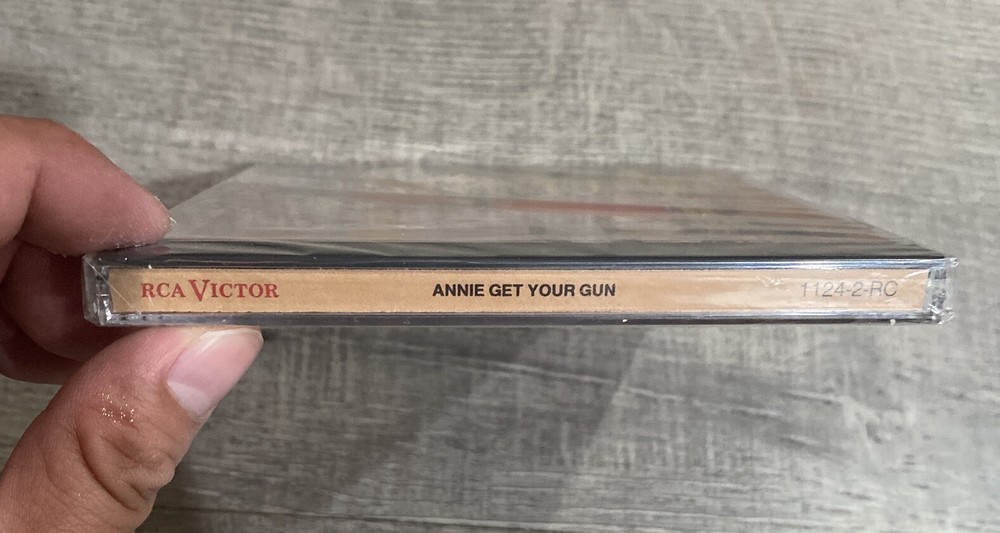 RCA VICTOR ANNIE GET YOUR GUN 1124-2-RC